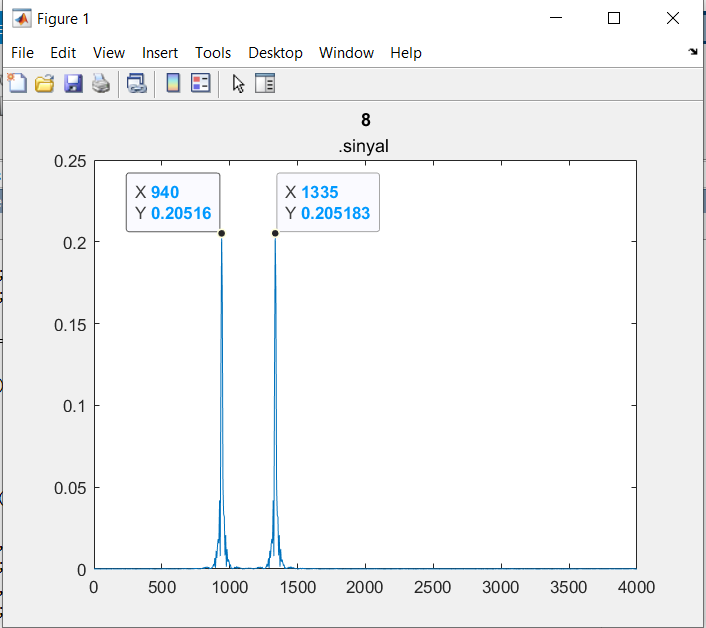 Figure 1
File Edit View Insert Tools Desktop Window Help
8
.sinyal
0.25
0.2
0.15
0.1
0.05
0
X 940
Y 0.20516
X 1335
Y 0.205183
0 500 1000 1500 2000 2500 3000 3500 4000